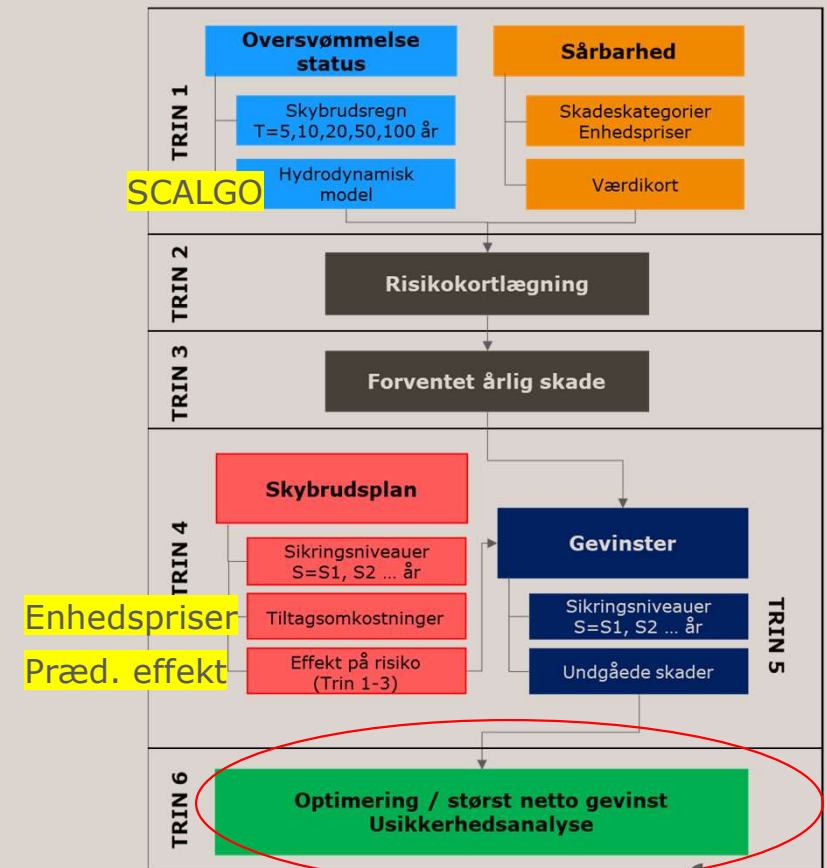 TRIN 1
Oversvømmelse
status
Skybrudsregn
T=5,10,20,50,100 år
Hydrodynamisk
model
SCALGO
Sårbarhed
Skadeskategorier
Enhedspriser
Værdikort
TRIN 2
Risikokortlægning
TRIN 3
Forventet årlig skade
TRIN 4
Skybrudsplan
Sikringsniveauer
S=S1, S2 ... år
Enhedspriser
Tiltagsomkostninger
Præd. effekt
Effekt på risiko
(Trin 1-3)
Gevinster
Sikringsniveauer
S=S1, S2 ... år
Undgåede skader
TRIN 5
TRIN 6
Optimering / størst netto gevinst
Usikkerhedsanalyse